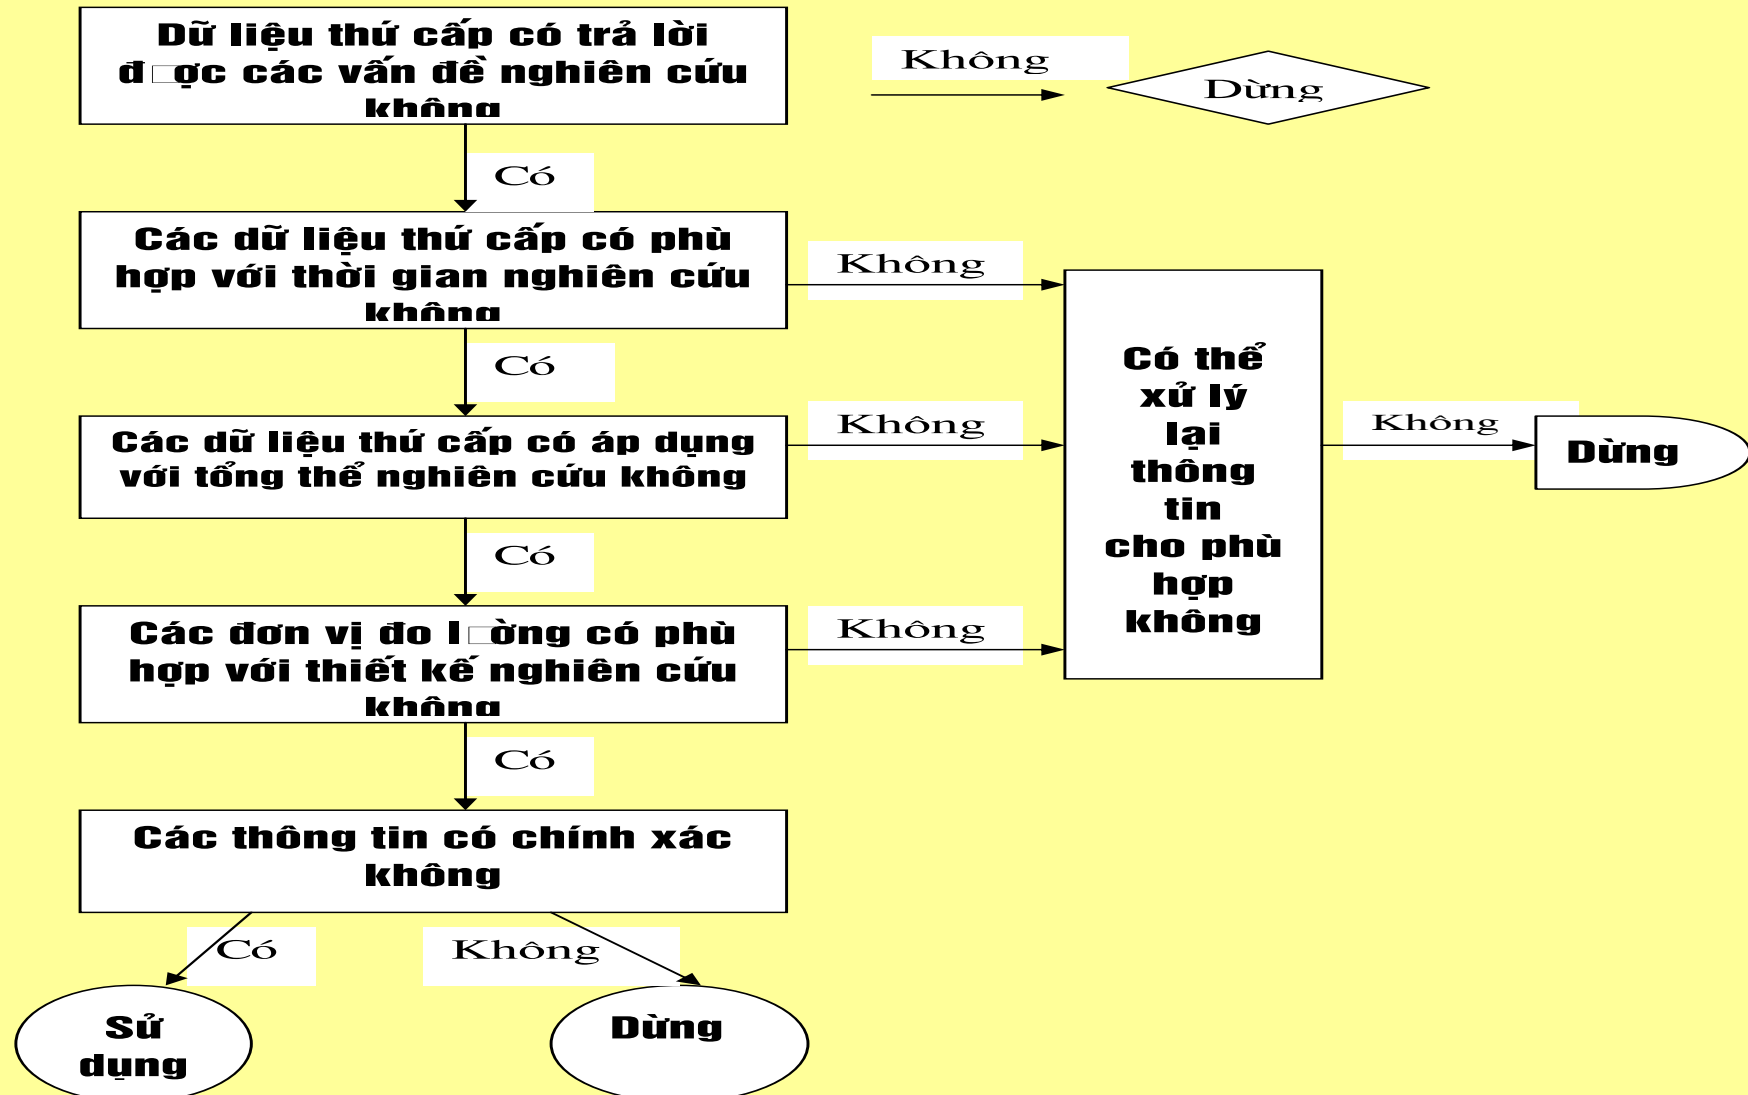 Dữ liệu thứ cấp có trả lời
đ□ợc các vấn đề nghiên cứu
không
Không
Dừng
Có
Các dữ liệu thứ cấp có phù
hợp với thời gian nghiên cứu
không
Không
Có
Các dữ liệu thứ cấp có áp dụng
với tổng thể nghiên cứu không
Không
Có thể
xử lý
lại
thông
tin
cho phù
hợp
không
Không
Dừng
Có
Các đơn vị đo l□ờng có phù
hợp với thiết kế nghiên cứu
không
Không
Có
Các thông tin có chính xác
không
Có
Không
Sử
dụng
Dừng